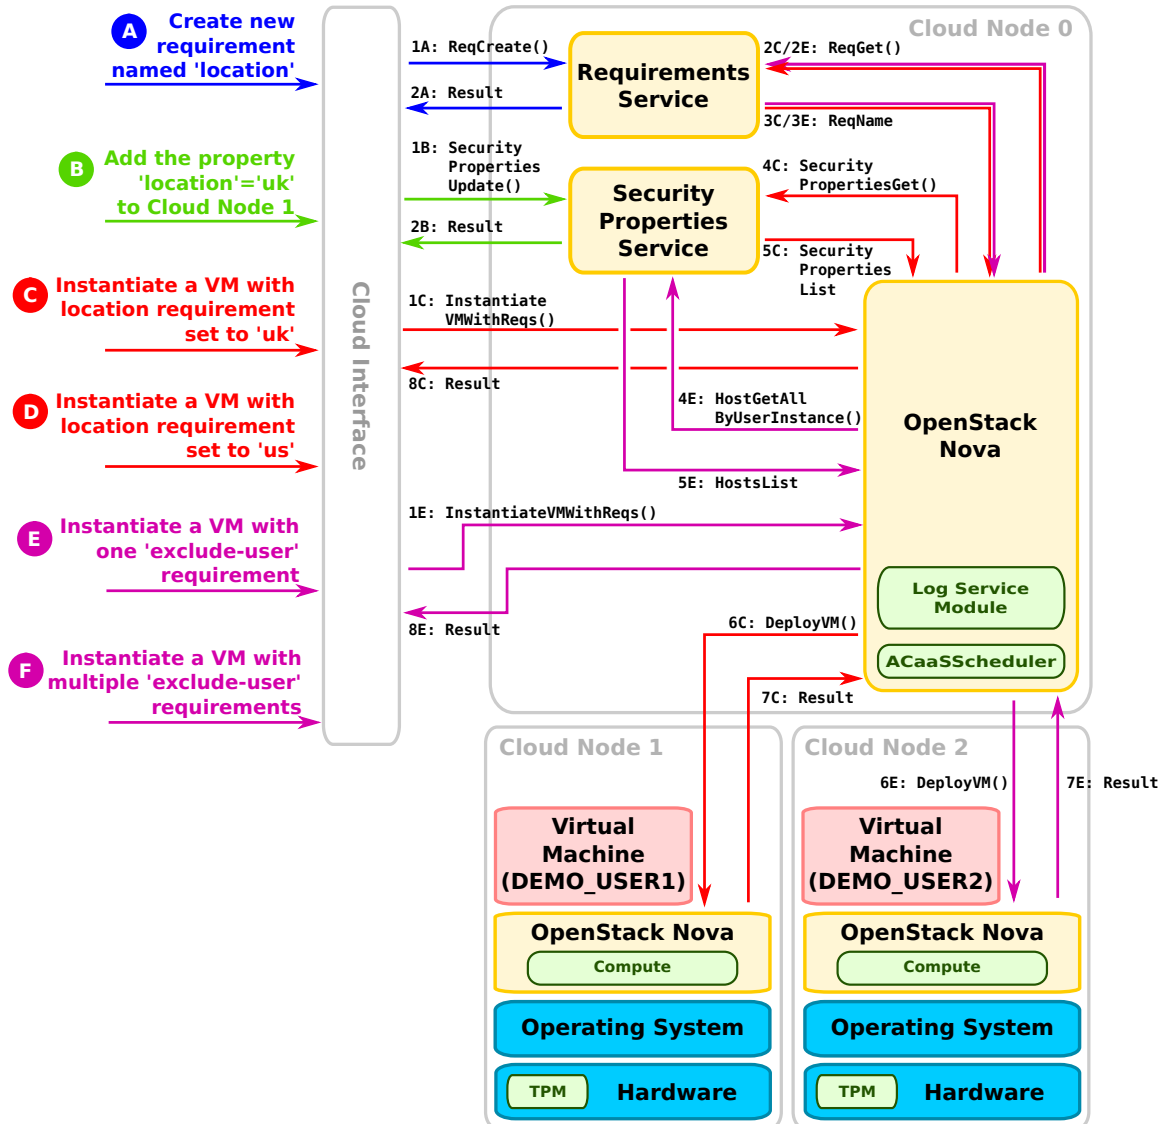 A
Create new
requirement
named 'location'
B
Add the property
'location'='uk'
to Cloud Node 1
C
Instantiate a VM with
location requirement
set to 'uk'
D
Instantiate a VM with
location requirement
set to 'us'
E
Instantiate a VM with
one 'exclude-user'
requirement
F
Instantiate a VM with
multiple 'exclude-user'
requirements
Cloud Interface
Cloud Node 0
1A: ReqCreate()
2A: Result
1B: Security
Properties
Update()
2B: Result
Requirements
Service
Security
Properties
Service
2C/2E: ReqGet()
3C/3E: ReqName
4C: Security
PropertiesGet()
5C: Security
Properties
List
1C: Instantiate
VMWithReqs()
8C: Result
4E: HostGetAll
ByUserInstance()
5E: HostsList
1E: InstantiateVMWithReqs()
8E: Result
OpenStack
Nova
Log Service
Module
ACaaSScheduler
6C: DeployVM()
7C: Result
6E: DeployVM()
7E: Result
Cloud Node 1
Virtual
Machine
(DEMO_USER1)
OpenStack Nova
Compute
Operating System
TPM
Hardware
Cloud Node 2
Virtual
Machine
(DEMO_USER2)
OpenStack Nova
Compute
Operating System
TPM
Hardware